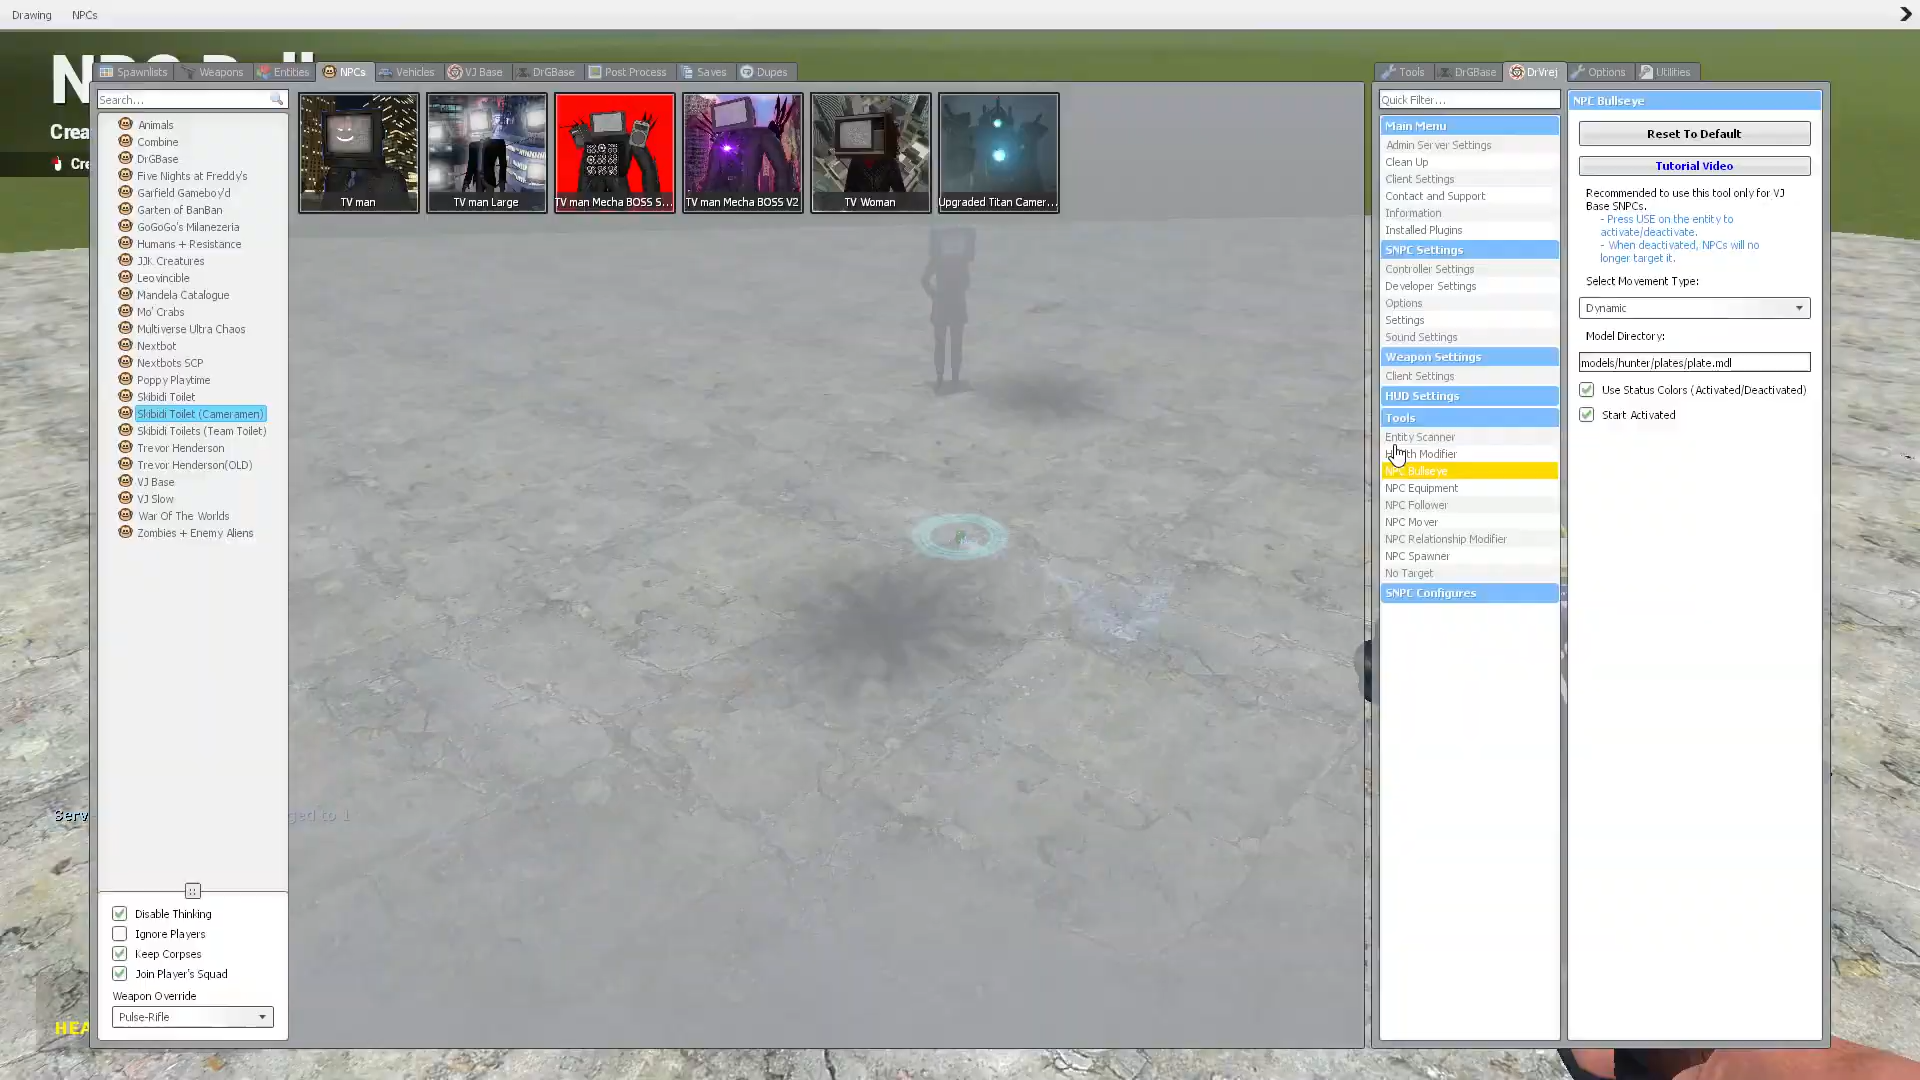 Drawing NPCs
Spawnlists Weapons Entities NPCs Vehicles VJ Base DrGBase Post Process Saves Dupes
Search...
Animals
Combine
DrGBase
Five Nights at Freddy's
Garfield Gameboy'd
Garten of BanBan
GoGoGo's Milanezeria
Humans + Resistance
JJK Creatures
Leovincible
Mandela Catalogue
Mo' Crabs
Multiverse Ultra Chaos
Nextbot
Nextbots SCP
Poppy Playtime
Skibidi Toilet
Skibidi Toilet (Cameramen)
Skibidi Toilets (Team Toilet)
Trevor Henderson
Trevor Henderson(OLD)
VJ Base
VJ Slow
War Of The Worlds
Zombies + Enemy Aliens
Disable Thinking
Ignore Players
Keep Corpses
Join Player's Squad
Weapon Override
Pulse-Rifle
TV man
TV man Large
TV man Mecha BOSS S...
TV man Mecha BOSS V2
TV Woman
Upgraded Titan Camer...
Tools DrGBase DrVrej Options Utilities
Quick Filter...
Main Menu
Admin Server Settings
Clean Up
Client Settings
Contact and Support
Information
Installed Plugins
SNPC Settings
Controller Settings
Developer Settings
Options
Settings
Sound Settings
Weapon Settings
Client Settings
HUD Settings
Tools
Entity Scanner
Modifier
NPC Bullseye
NPC Equipment
NPC Follower
NPC Mover
NPC Relationship Modifier
NPC Spawner
No Target
SNPC Configures
NPC Bullseye
Reset To Default
Tutorial Video
Recommended to use this tool only for VJ
Base SNPCs.
- Press USE on the entity to
activate/deactivate.
- When deactivated, NPCs will no
longer target it.
Select Movement Type:
Dynamic
Model Directory:
models/hunter/plates/plate.mdl
Use Status Colors (Activated/Deactivated)
Start Activated